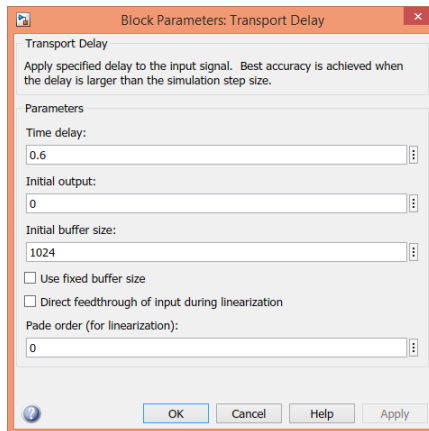 Block Parameters: Transport Delay
Transport Delay
Apply specified delay to the input signal.  Best accuracy is achieved when
the delay is larger than the simulation step size.
Parameters
Time delay:
0.6
Initial output:
0
Initial buffer size:
1024
Use fixed buffer size
Direct feedthrough of input during linearization
Pade order (for linearization):
0
OK Cancel Help Apply